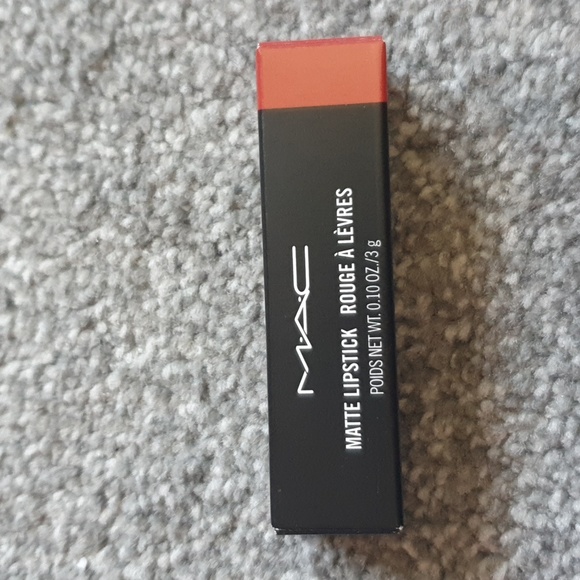 M·A·C
MATTE LIPSTICK ROUGE À LÈVRES
POIDS NET WT. 0.10 OZ./3 g